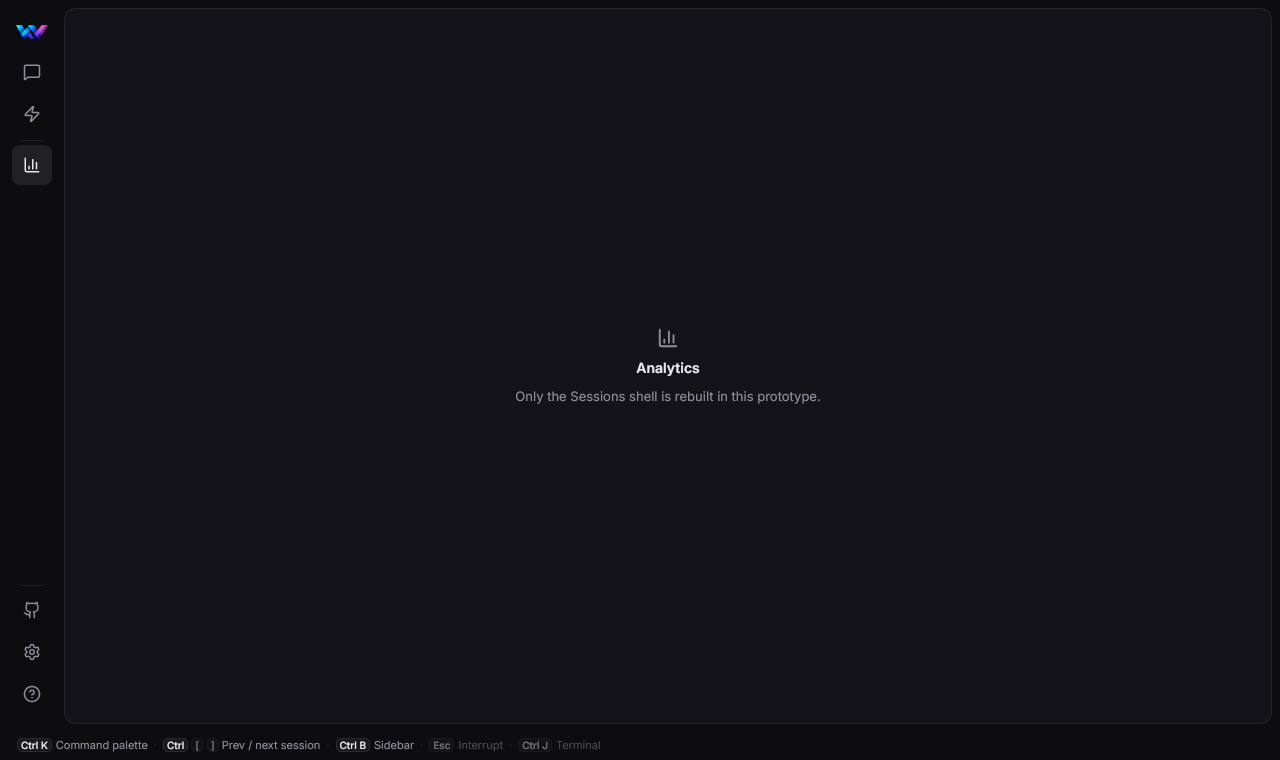 Analytics
Only the Sessions shell is rebuilt in this prototype.
Ctrl K Command palette · Ctrl [ ] Prev / next session · Ctrl B Sidebar · Esc Interrupt · Ctrl J Terminal